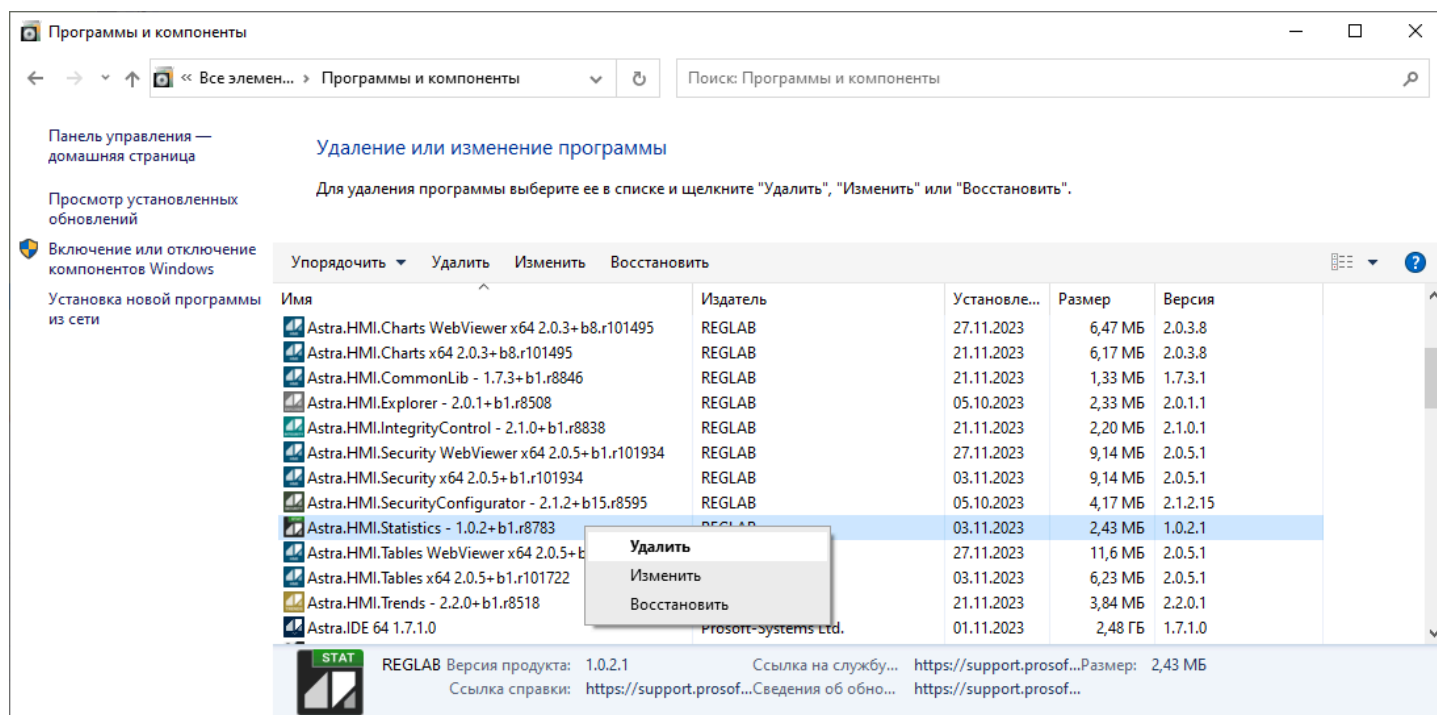 Программы и компоненты
« Все элемен... › Программы и компоненты
Поиск: Программы и компоненты
Панель управления —
домашняя страница
Просмотр установленных
обновлений
Включение или отключение
компонентов Windows
Установка новой программы
из сети
Удаление или изменение программы
Для удаления программы выберите ее в списке и щелкните "Удалить", "Изменить" или "Восстановить".
Упорядочить Удалить Изменить Восстановить
Имя Издатель Установле... Размер Версия
Astra.HMI.Charts WebViewer x64 2.0.3+b8.r101495 REGLAB 27.11.2023 6,47 МБ 2.0.3.8
Astra.HMI.Charts x64 2.0.3+b8.r101495 REGLAB 21.11.2023 6,17 МБ 2.0.3.8
Astra.HMI.CommonLib - 1.7.3+b1.r8846 REGLAB 21.11.2023 1,33 МБ 1.7.3.1
Astra.HMI.Explorer - 2.0.1+b1.r8508 REGLAB 05.10.2023 2,33 МБ 2.0.1.1
Astra.HMI.IntegrityControl - 2.1.0+b1.r8838 REGLAB 21.11.2023 2,20 МБ 2.1.0.1
Astra.HMI.Security WebViewer x64 2.0.5+b1.r101934 REGLAB 27.11.2023 9,14 МБ 2.0.5.1
Astra.HMI.Security x64 2.0.5+b1.r101934 REGLAB 03.11.2023 9,14 МБ 2.0.5.1
Astra.HMI.SecurityConfigurator - 2.1.2+b15.r8595 REGLAB 05.10.2023 4,17 МБ 2.1.2.15
Astra.HMI.Statistics - 1.0.2+b1.r8783 REGLAB 03.11.2023 2,43 МБ 1.0.2.1
Astra.HMI.Tables WebViewer x64 2.0.5+b 27.11.2023 11,6 МБ 2.0.5.1
Astra.HMI.Tables x64 2.0.5+b1.r101722 03.11.2023 6,23 МБ 2.0.5.1
Astra.HMI.Trends - 2.2.0+b1.r8518 21.11.2023 3,84 МБ 2.2.0.1
Astra.IDE 64 1.7.1.0 Prosoft-Systems Ltd. 01.11.2023 2,48 ГБ 1.7.1.0
Удалить
Изменить
Восстановить
STAT
REGLAB Версия продукта: 1.0.2.1 Ссылка на службу... https://support.prosof... Размер: 2,43 МБ
Ссылка справки: https://support.prosof... Сведения об обно... https://support.prosof...